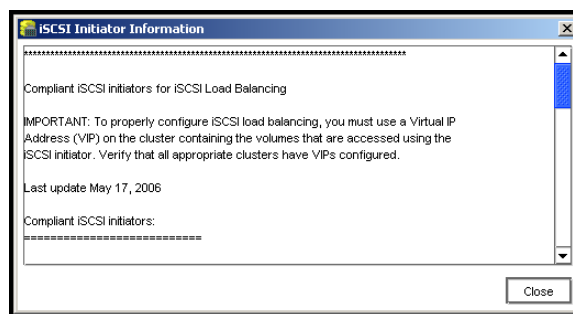 iSCSI Initiator Information
****************************************************************************************
Compliant iSCSI initiators for iSCSI Load Balancing
IMPORTANT: To properly configure iSCSI load balancing, you must use a Virtual IP
Address (VIP) on the cluster containing the volumes that are accessed using the
iSCSI initiator. Verify that all appropriate clusters have VIPs configured.
Last update May 17, 2006
Compliant iSCSI initiators:
===========================
Close